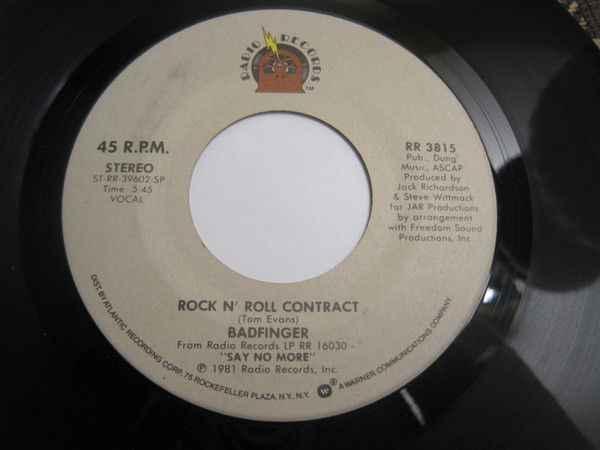 RADIO RECORDS
TM
45 R.P.M.
STEREO
ST-RR-39602-SP
Time: 5:45
VOCAL
RR 3815
Pub., Dung
Music, ASCAP
Produced by
Jack Richardson
& Steve Wittmack
for JAR Productions
by arrangement
with Freedom Sound
Productions, Inc.
ROCK N' ROLL CONTRACT
(Tom Evans)
BADFINGER
From Radio Records LP RR 16030 -
"SAY NO MORE"
℗ 1981 Radio Records, Inc.
DIST BY ATLANTIC RECORDING CORP. 75 ROCKEFELLER PLAZA, N.Y., N.Y. W ® A WARNER COMMUNICATIONS COMPANY